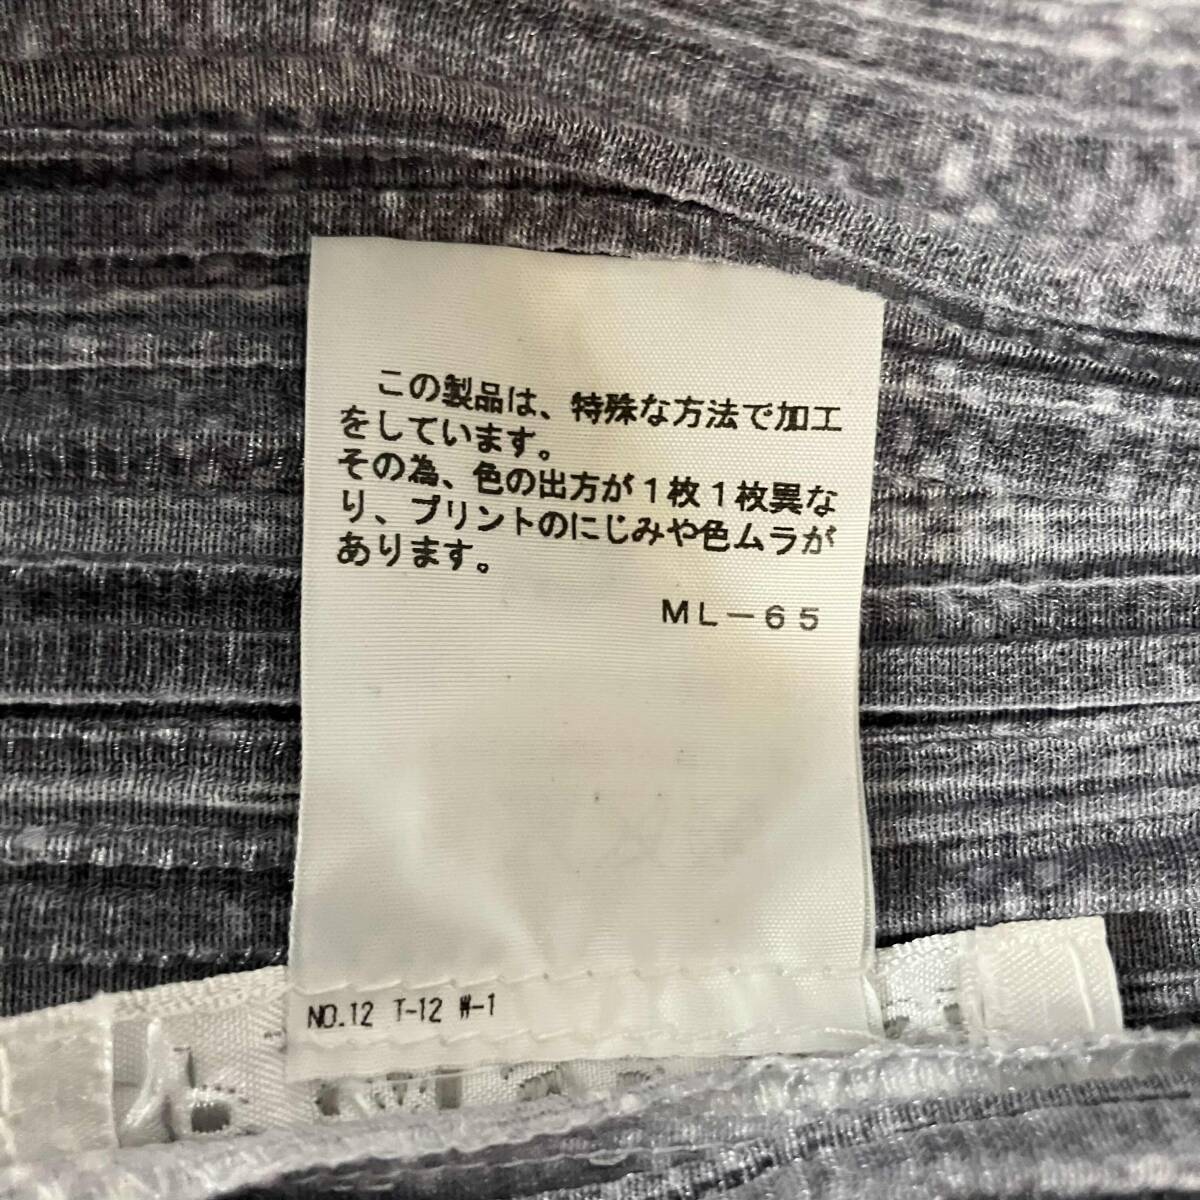 この製品は、特殊な方法で加工
をしています。
その為、色の出方が１枚１枚異な
り、プリントのにじみや色ムラが
あります。
ＭＬ－６５
NO.12 T-12 W-1